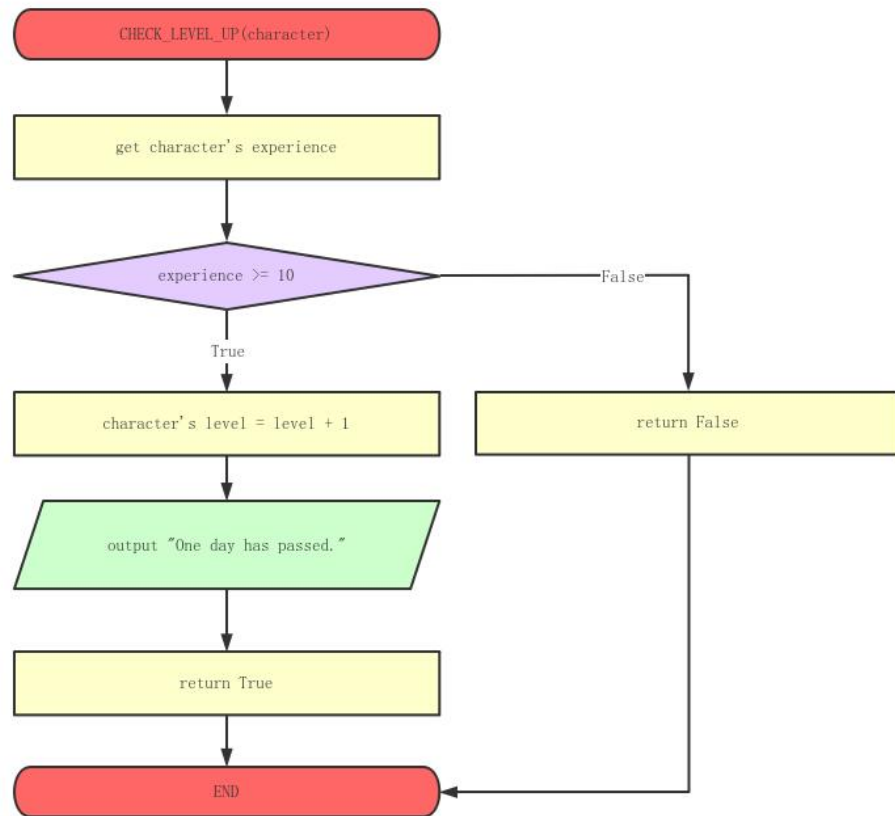 CHECK_LEVEL_UP(character)
get character's experience
experience >= 10
False
True
character's level = level + 1
return False
output "One day has passed."
return True
END